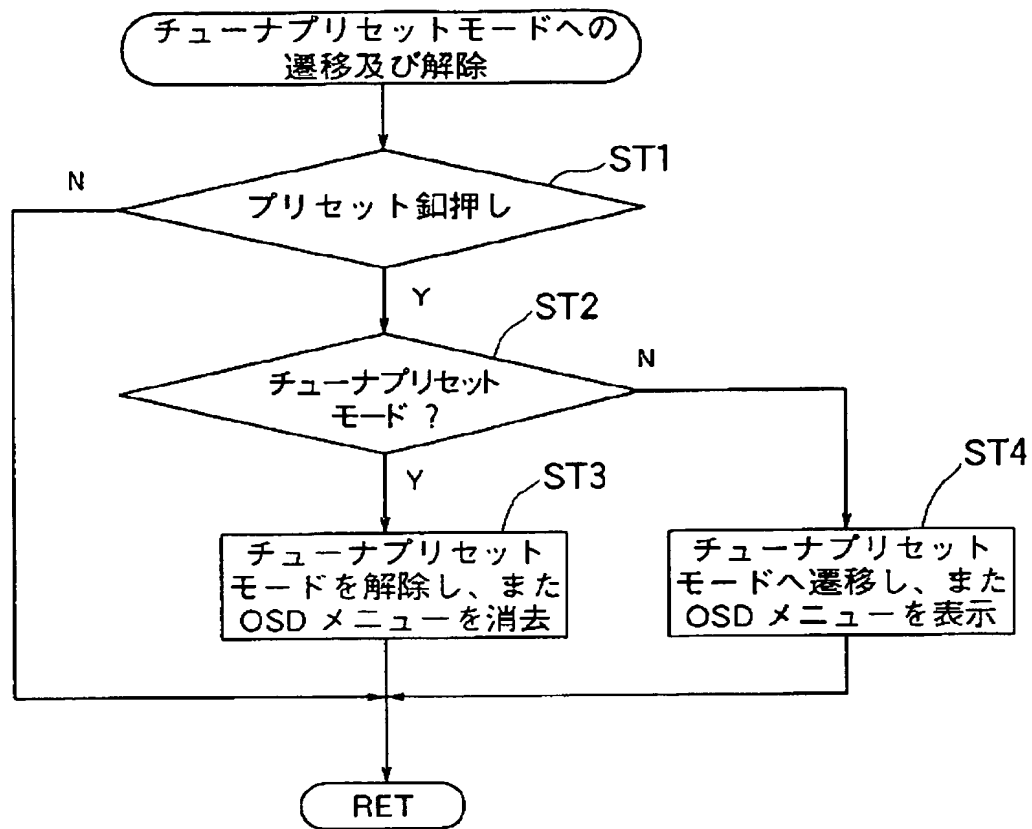 チューナプリセットモードへの
遷移及び解除
ST1
N
プリセット釦押し
Y
ST2
N
チューナプリセット
モード?
Y
ST3
ST4
チューナプリセット
モードを解除し、また
OSD メニューを消去
チューナプリセット
モードへ遷移し、また
OSD メニューを表示
RET